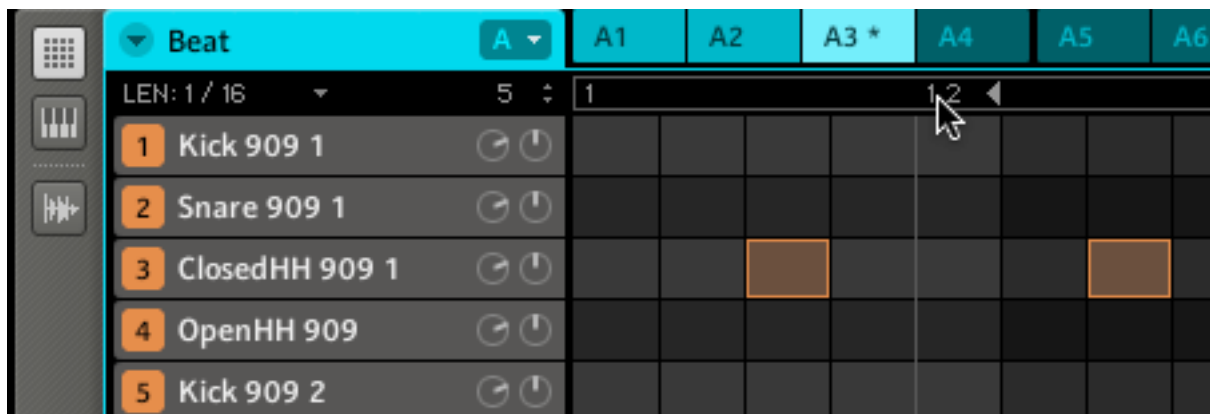 Beat A A1 A2 A3 * A4 A5 A6
LEN: 1 / 16 5 1 1.2
1 Kick 909 1
2 Snare 909 1
3 ClosedHH 909 1
4 OpenHH 909
5 Kick 909 2